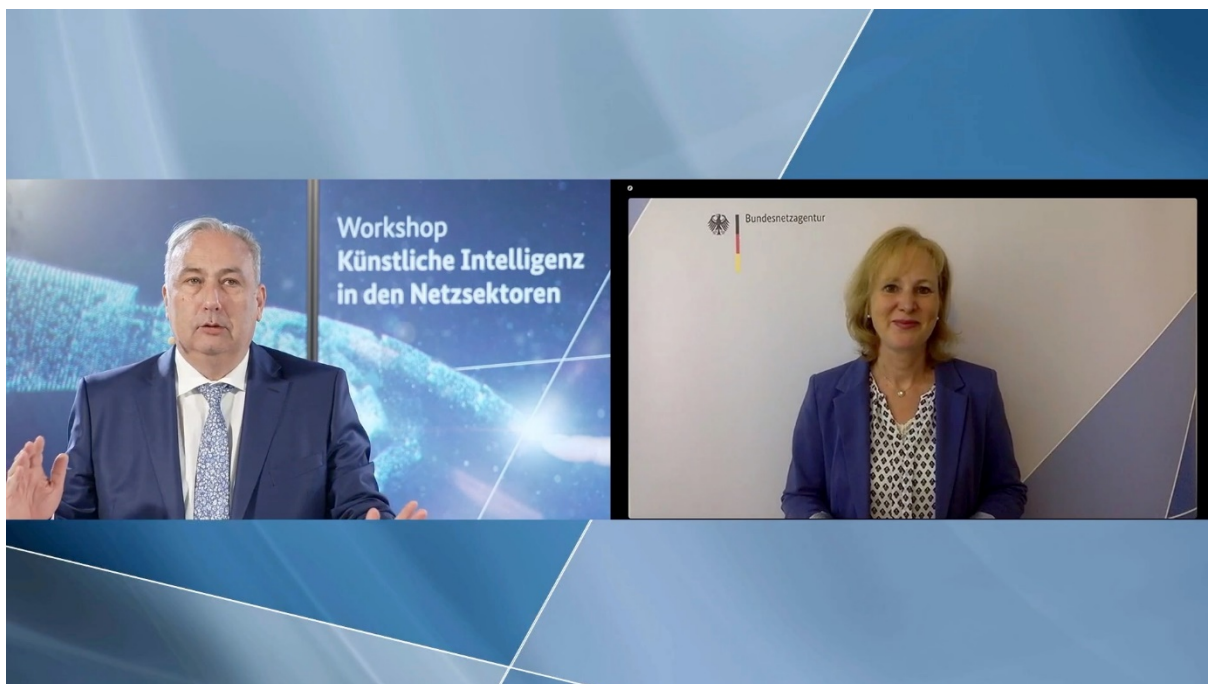 Workshop
Künstliche Intelligenz
in den Netzsektoren
Bundesnetzagentur